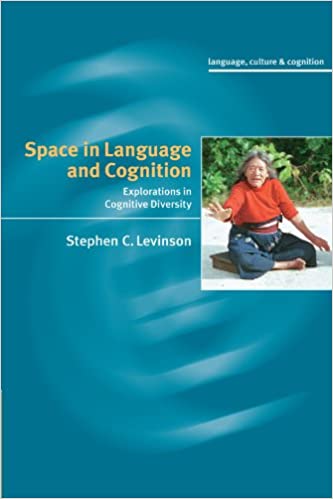 language, culture & cognition
Space in Language
and Cognition
Explorations in
Cognitive Diversity
Stephen C. Levinson